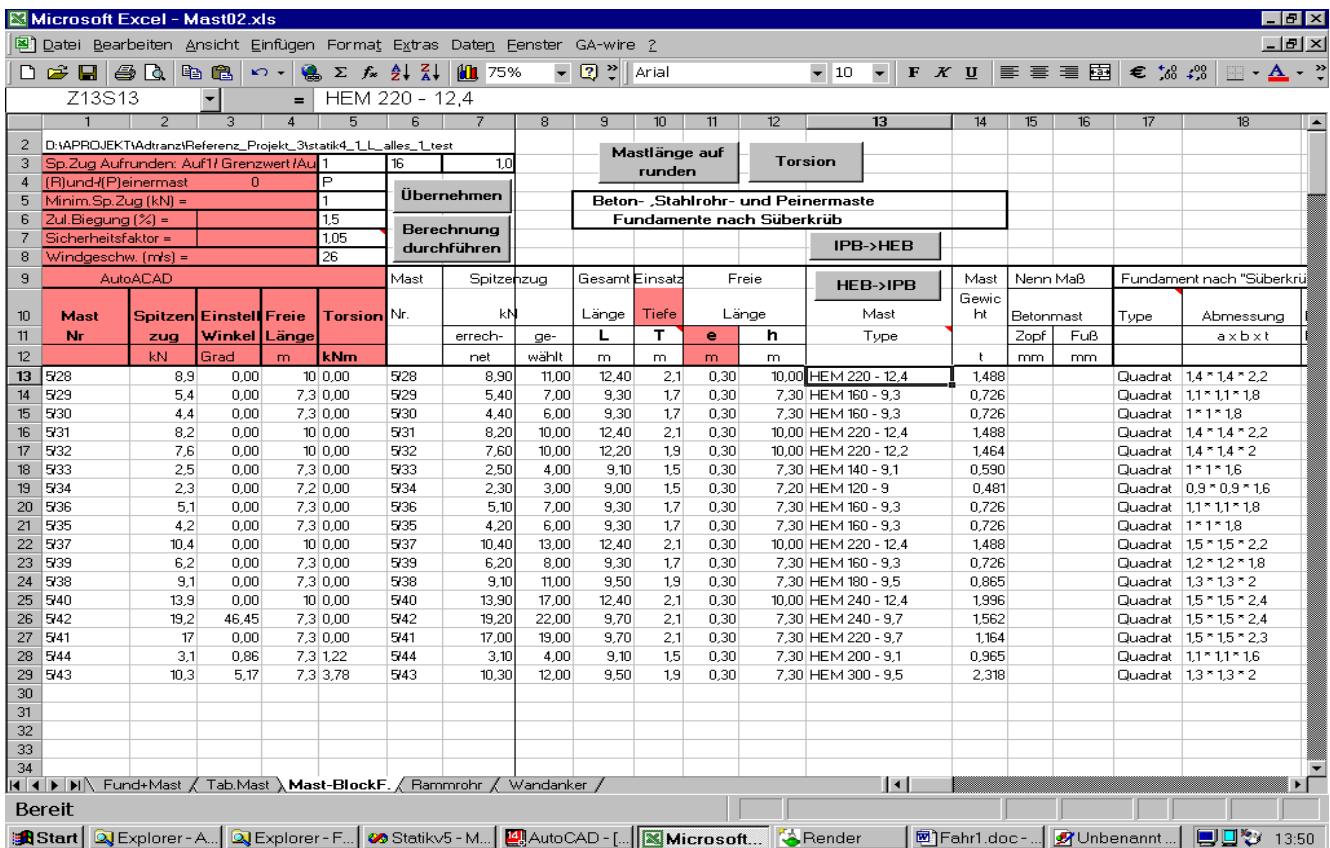 Microsoft Excel - Mast02.xls
Datei Bearbeiten Ansicht Einfügen Format Extras Daten Fenster GA-wire ?
75% Arial 10 F K U
Z13S13 = HEM 220 - 12,4
1 2 3 4 5 6 7 8 9 10 11 12 13 14 15 16 17 18
2 D:\APROJEKT\Adtranz\Referenz_Projekt_3\statik4_1_L_alles_1_test
3 Sp.Zug Aufrunden: Auf1/ Grenzwert /Au 1 16 1,0
Mastlänge auf runden
Torsion
4 (R)und-/(P)einermast 0 P
Übernehmen
5 Minim.Sp.Zug (kN) = 1
Beton- ,Stahlrohr- und Peinermaste
6 Zul.Biegung (%) = 1,5
Fundamente nach Süberkrüb
Berechnung durchführen
7 Sicherheitsfaktor = 1,05
IPB->HEB
8 Windgeschw. (m/s) = 26
9 AutoACAD Mast Spitzenzug Gesamt Einsatz Freie HEB->IPB Mast Nenn Maß Fundament nach "Süberkrü
10 Mast Spitzen Einstell Freie Torsion Nr. kN Länge Tiefe Länge Mast Gewic ht Betonmast Type Abmessung
11 Nr zug Winkel Länge errech- ge- L T e h Type Zopf Fuß a x b x t
12 kN Grad m kNm net wählt m m m m t mm mm
13 5/28 8,9 0,00 10 0,00 5/28 8,90 11,00 12,40 2,1 0,30 10,00 HEM 220 - 12,4 1,488 Quadrat 1,4 * 1,4 * 2,2
14 5/29 5,4 0,00 7,3 0,00 5/29 5,40 7,00 9,30 1,7 0,30 7,30 HEM 160 - 9,3 0,726 Quadrat 1,1 * 1,1 * 1,8
15 5/30 4,4 0,00 7,3 0,00 5/30 4,40 6,00 9,30 1,7 0,30 7,30 HEM 160 - 9,3 0,726 Quadrat 1 * 1 * 1,8
16 5/31 8,2 0,00 10 0,00 5/31 8,20 10,00 12,40 2,1 0,30 10,00 HEM 220 - 12,4 1,488 Quadrat 1,4 * 1,4 * 2,2
17 5/32 7,6 0,00 10 0,00 5/32 7,60 10,00 12,20 1,9 0,30 10,00 HEM 220 - 12,2 1,464 Quadrat 1,4 * 1,4 * 2
18 5/33 2,5 0,00 7,3 0,00 5/33 2,50 4,00 9,10 1,5 0,30 7,30 HEM 140 - 9,1 0,590 Quadrat 1 * 1 * 1,6
19 5/34 2,3 0,00 7,2 0,00 5/34 2,30 3,00 9,00 1,5 0,30 7,20 HEM 120 - 9 0,481 Quadrat 0,9 * 0,9 * 1,6
20 5/36 5,1 0,00 7,3 0,00 5/36 5,10 7,00 9,30 1,7 0,30 7,30 HEM 160 - 9,3 0,726 Quadrat 1,1 * 1,1 * 1,8
21 5/35 4,2 0,00 7,3 0,00 5/35 4,20 6,00 9,30 1,7 0,30 7,30 HEM 160 - 9,3 0,726 Quadrat 1 * 1 * 1,8
22 5/37 10,4 0,00 10 0,00 5/37 10,40 13,00 12,40 2,1 0,30 10,00 HEM 220 - 12,4 1,488 Quadrat 1,5 * 1,5 * 2,2
23 5/39 6,2 0,00 7,3 0,00 5/39 6,20 8,00 9,30 1,7 0,30 7,30 HEM 160 - 9,3 0,726 Quadrat 1,2 * 1,2 * 1,8
24 5/38 9,1 0,00 7,3 0,00 5/38 9,10 11,00 9,50 1,9 0,30 7,30 HEM 180 - 9,5 0,865 Quadrat 1,3 * 1,3 * 2
25 5/40 13,9 0,00 10 0,00 5/40 13,90 17,00 12,40 2,1 0,30 10,00 HEM 240 - 12,4 1,996 Quadrat 1,5 * 1,5 * 2,4
26 5/42 19,2 46,45 7,3 0,00 5/42 19,20 22,00 9,70 2,1 0,30 7,30 HEM 240 - 9,7 1,562 Quadrat 1,5 * 1,5 * 2,4
27 5/41 17 0,00 7,3 0,00 5/41 17,00 19,00 9,70 2,1 0,30 7,30 HEM 220 - 9,7 1,164 Quadrat 1,5 * 1,5 * 2,3
28 5/44 3,1 0,86 7,3 1,22 5/44 3,10 4,00 9,10 1,5 0,30 7,30 HEM 200 - 9,1 0,965 Quadrat 1,1 * 1,1 * 1,6
29 5/43 10,3 5,17 7,3 3,78 5/43 10,30 12,00 9,50 1,9 0,30 7,30 HEM 300 - 9,5 2,318 Quadrat 1,3 * 1,3 * 2
30
31
32
33
34
Fund+Mast Tab.Mast Mast-BlockF. Rammrohr Wandanker
Bereit
Start Explorer - A... Explorer - F... Statikv5 - M... AutoCAD - [... Microsoft... Render Fahr1.doc -... Unbenannt ... 13:50